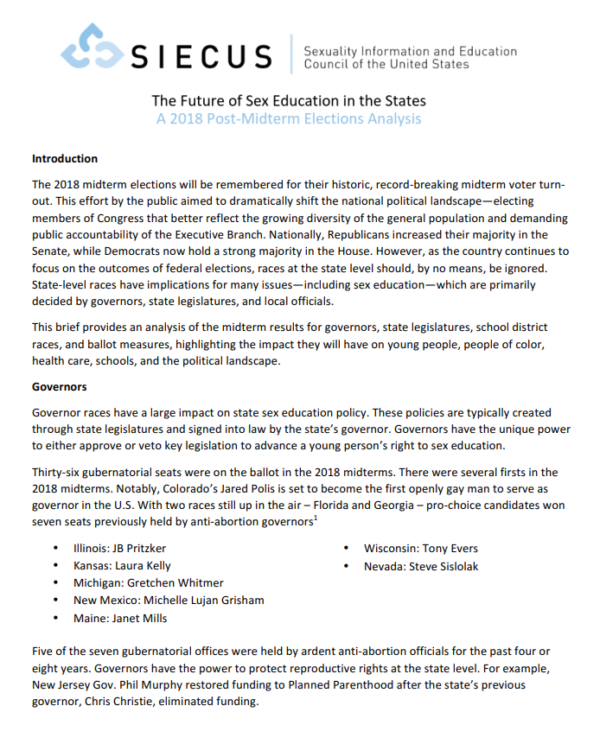 SIECUS
Sexuality Information and Education
Council of the United States
The Future of Sex Education in the States
A 2018 Post-Midterm Elections Analysis
Introduction
The 2018 midterm elections will be remembered for their historic, record-breaking midterm voter turn-
out. This effort by the public aimed to dramatically shift the national political landscape—electing
members of Congress that better reflect the growing diversity of the general population and demanding
public accountability of the Executive Branch. Nationally, Republicans increased their majority in the
Senate, while Democrats now hold a strong majority in the House. However, as the country continues to
focus on the outcomes of federal elections, races at the state level should, by no means, be ignored.
State-level races have implications for many issues—including sex education—which are primarily
decided by governors, state legislatures, and local officials.
This brief provides an analysis of the midterm results for governors, state legislatures, school district
races, and ballot measures, highlighting the impact they will have on young people, people of color,
health care, schools, and the political landscape.
Governors
Governor races have a large impact on state sex education policy. These policies are typically created
through state legislatures and signed into law by the state's governor. Governors have the unique power
to either approve or veto key legislation to advance a young person's right to sex education.
Thirty-six gubernatorial seats were on the ballot in the 2018 midterms. There were several firsts in the
2018 midterms. Notably, Colorado's Jared Polis is set to become the first openly gay man to serve as
governor in the U.S. With two races still up in the air – Florida and Georgia – pro-choice candidates won
seven seats previously held by anti-abortion governors¹
• Illinois: JB Pritzker
• Kansas: Laura Kelly
• Michigan: Gretchen Whitmer
• New Mexico: Michelle Lujan Grisham
• Maine: Janet Mills
• Wisconsin: Tony Evers
• Nevada: Steve Sislolak
Five of the seven gubernatorial offices were held by ardent anti-abortion officials for the past four or
eight years. Governors have the power to protect reproductive rights at the state level. For example,
New Jersey Gov. Phil Murphy restored funding to Planned Parenthood after the state's previous
governor, Chris Christie, eliminated funding.